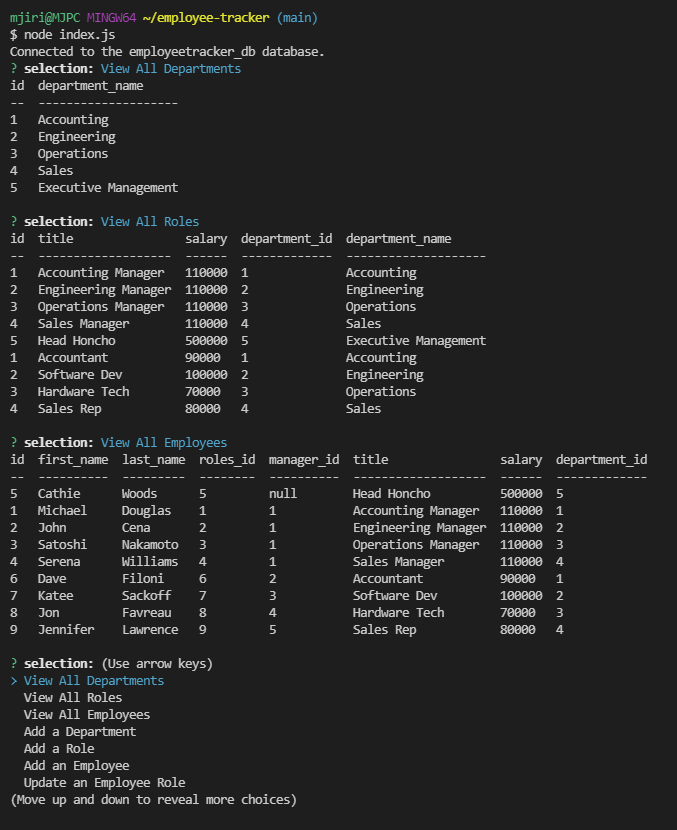 mjiri@MJPC MINGW64 ~/employee-tracker (main)
$ node index.js
Connected to the employeetracker_db database.
? selection: View All Departments
id  department_name
--  --------------------
1   Accounting
2   Engineering
3   Operations
4   Sales
5   Executive Management

? selection: View All Roles
id  title                salary  department_id  department_name
--  -------------------  ------  -------------  --------------------
1   Accounting Manager   110000  1              Accounting
2   Engineering Manager  110000  2              Engineering
3   Operations Manager   110000  3              Operations
4   Sales Manager        110000  4              Sales
5   Head Honcho          500000  5              Executive Management
1   Accountant           90000   1              Accounting
2   Software Dev         100000  2              Engineering
3   Hardware Tech        70000   3              Operations
4   Sales Rep            80000   4              Sales

? selection: View All Employees
id  first_name  last_name  roles_id  manager_id  title                salary  department_id
--  ----------  ---------  --------  ----------  -------------------  ------  -------------
5   Cathie      Woods      5         null        Head Honcho          500000  5
1   Michael     Douglas    1         1           Accounting Manager   110000  1
2   John        Cena       2         1           Engineering Manager  110000  2
3   Satoshi     Nakamoto   3         1           Operations Manager   110000  3
4   Serena      Williams   4         1           Sales Manager        110000  4
6   Dave        Filoni     6         2           Accountant           90000   1
7   Katee       Sackoff    7         3           Software Dev         100000  2
8   Jon         Favreau    8         4           Hardware Tech        70000   3
9   Jennifer    Lawrence   9         5           Sales Rep            80000   4

? selection: (Use arrow keys)
> View All Departments
  View All Roles
  View All Employees
  Add a Department
  Add a Role
  Add an Employee
  Update an Employee Role
(Move up and down to reveal more choices)